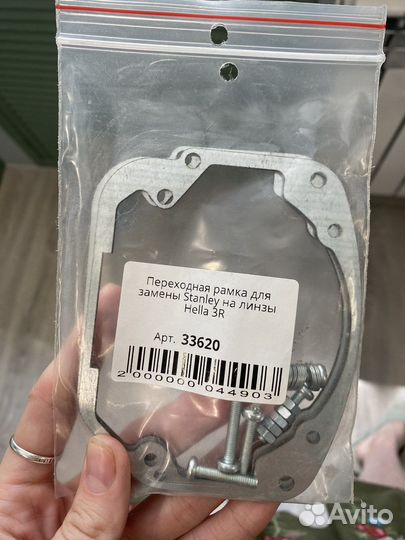 Переходная рамка для
замены Stanley на линзы
Hella 3R
Арт. 33620
2 000000 044903
Avito